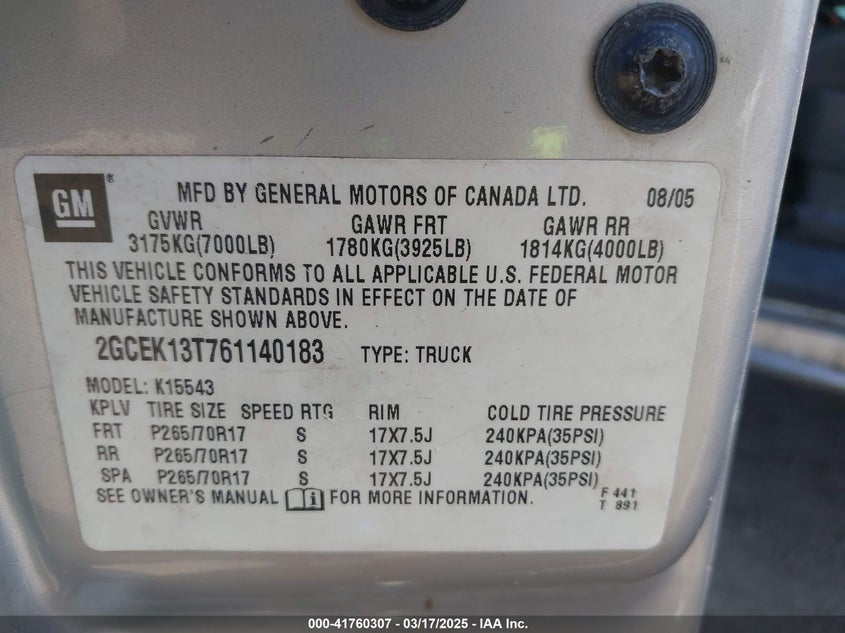 GM ® MFD BY GENERAL MOTORS OF CANADA LTD. 08/05
GVWR GAWR FRT GAWR RR
3175KG(7000LB) 1780KG(3925LB) 1814KG(4000LB)
THIS VEHICLE CONFORMS TO ALL APPLICABLE U.S. FEDERAL MOTOR
VEHICLE SAFETY STANDARDS IN EFFECT ON THE DATE OF
MANUFACTURE SHOWN ABOVE.
2GCEK13T761140183 TYPE: TRUCK
MODEL: K15543
KPLV TIRE SIZE SPEED RTG RIM COLD TIRE PRESSURE
FRT P265/70R17 S 17X7.5J 240KPA(35PSI)
RR P265/70R17 S 17X7.5J 240KPA(35PSI)
SPA P265/70R17 S 17X7.5J 240KPA(35PSI)
SEE OWNER'S MANUAL i FOR MORE INFORMATION. F 441
T 891
000-41760307 - 03/17/2025 - IAA Inc.